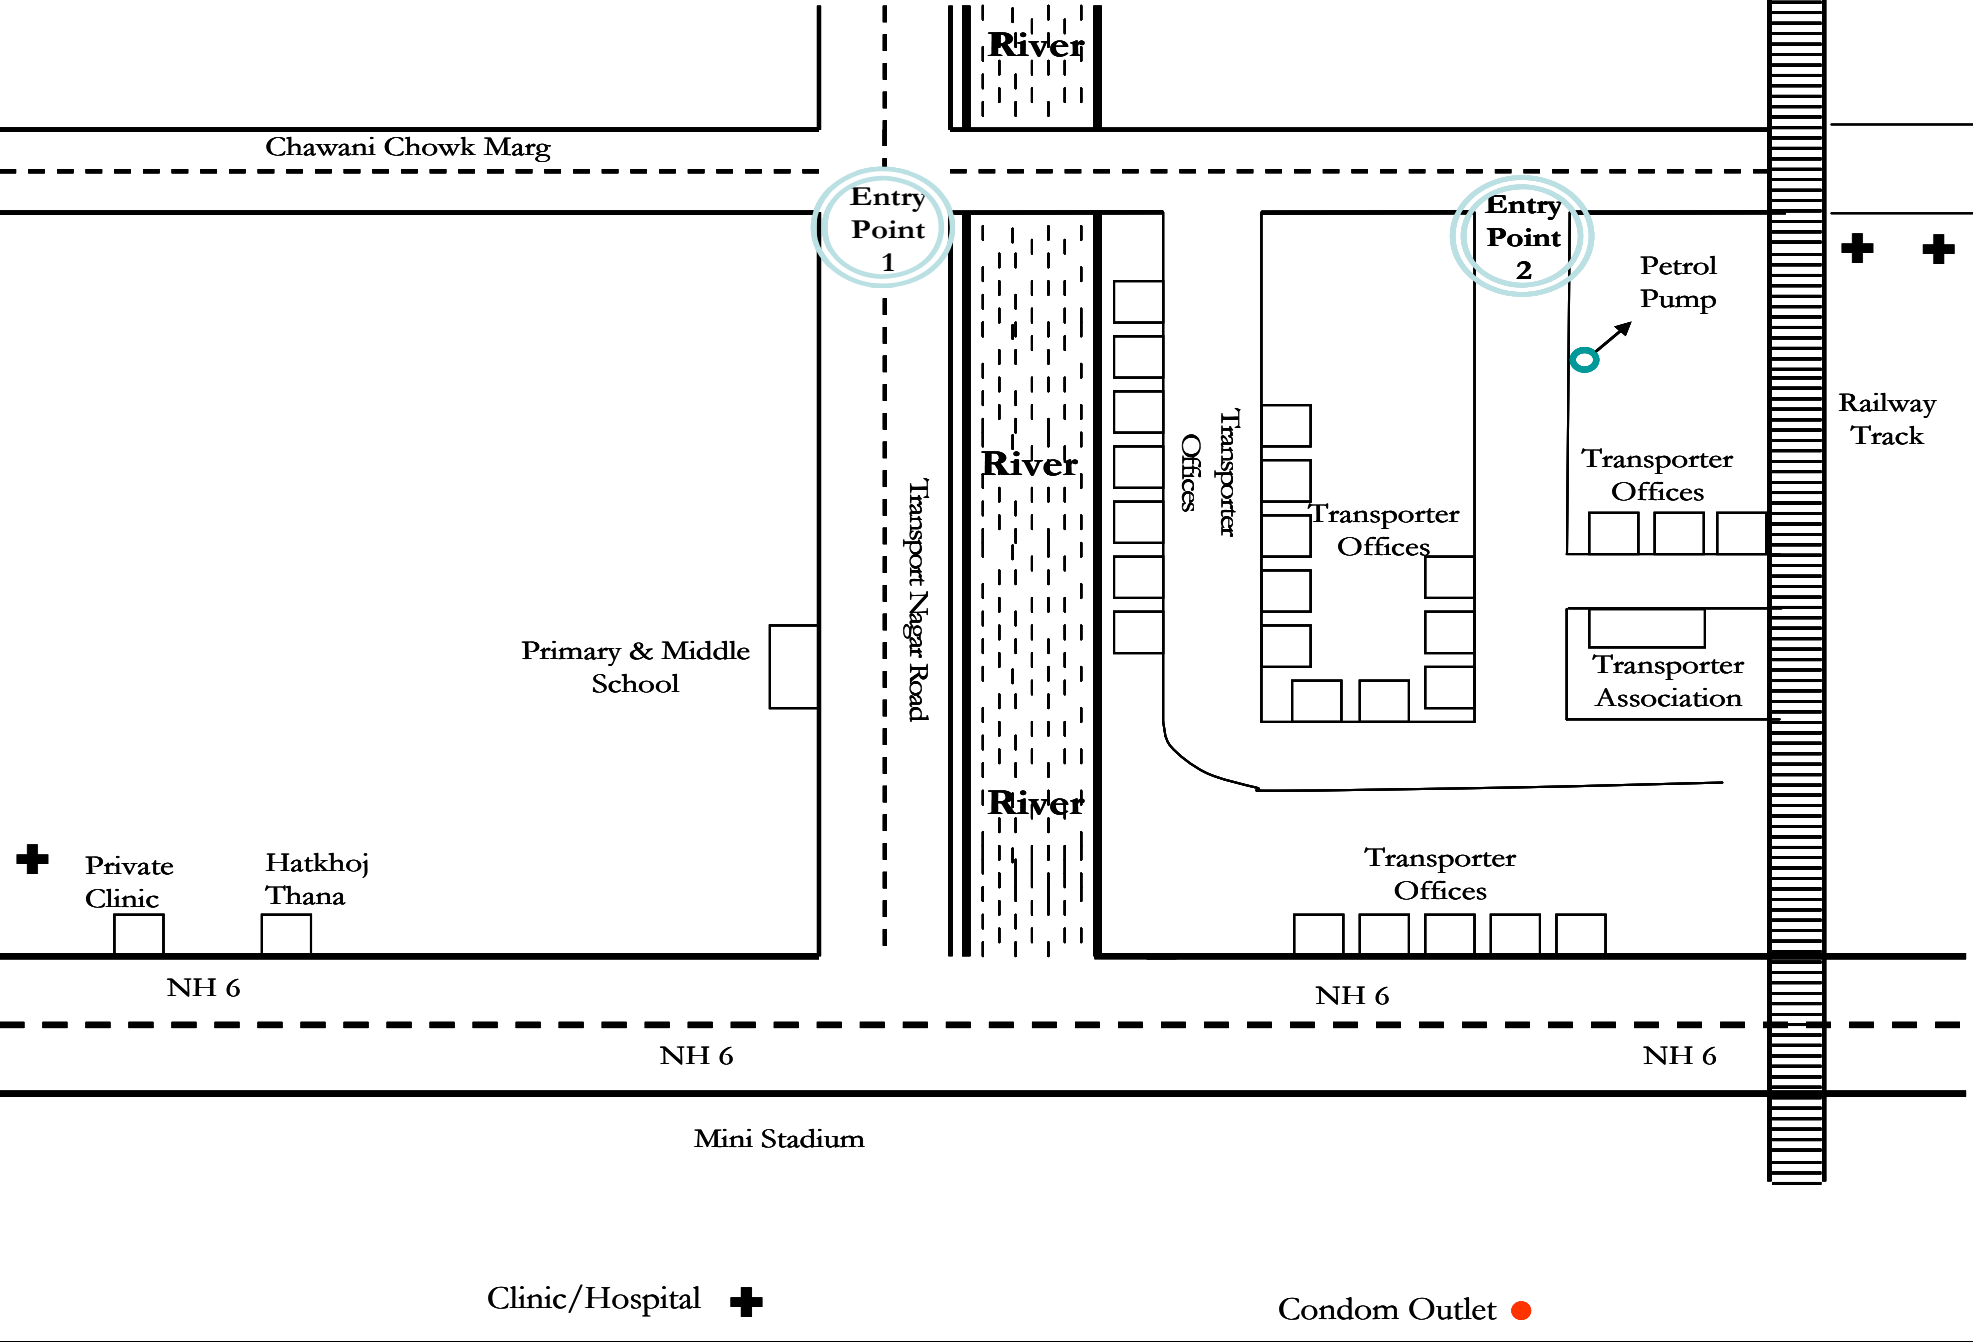 River
Chawani Chowk Marg
Entry
Point
1
Entry
Point
2
Petrol
Pump
Railway
Track
Transporter
Offices
Transporter
Offices
Transporter
Offices
River
Transport Nagar Road
Primary & Middle
School
Transporter
Association
River
Private
Clinic
Hatkhoj
Thana
Transporter
Offices
NH 6
NH 6
NH 6
NH 6
Mini Stadium
Clinic/Hospital
Condom Outlet